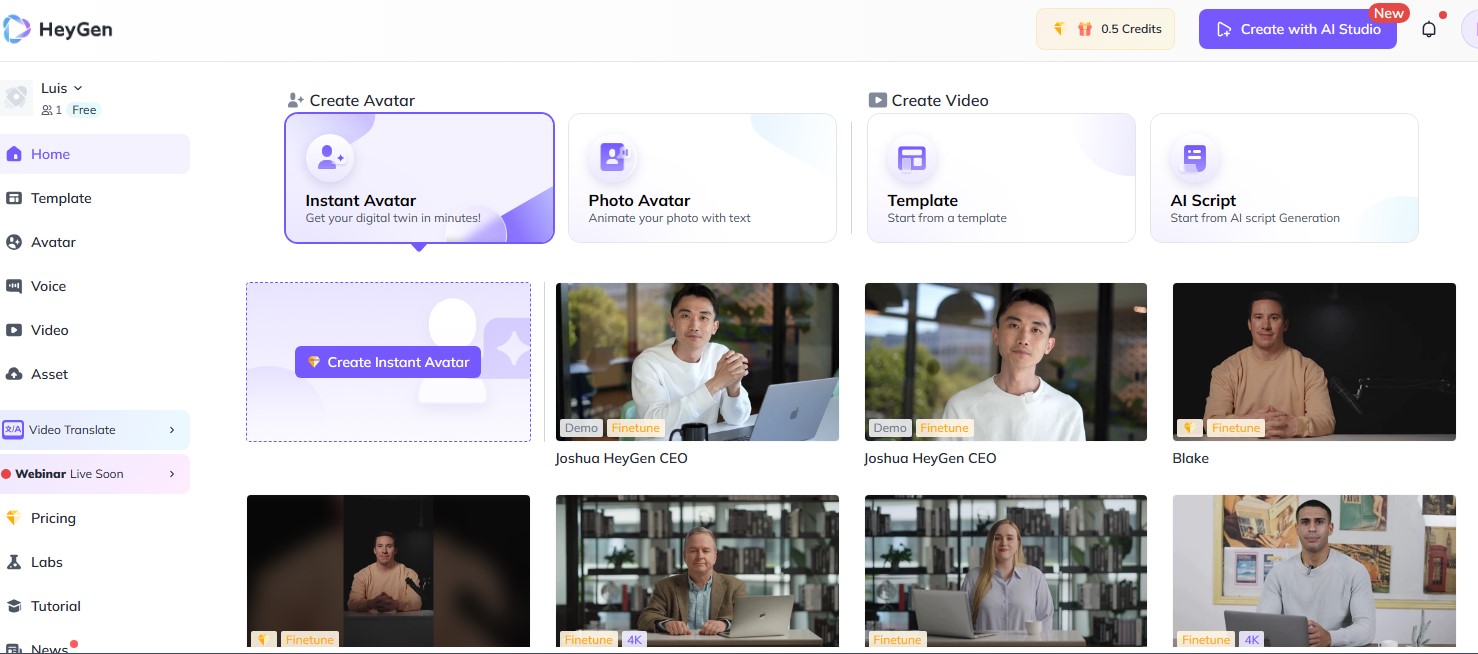 HeyGen
0.5 Credits
Create with AI Studio
New
Luis
1 Free
Home
Template
Avatar
Voice
Video
Asset
文/A Video Translate
Webinar Live Soon
Pricing
Labs
Tutorial
News
Create Avatar
Instant Avatar
Get your digital twin in minutes!
Photo Avatar
Animate your photo with text
Create Video
Template
Start from a template
AI Script
Start from AI script Generation
Create Instant Avatar
Demo Finetune
Joshua HeyGen CEO
Demo Finetune
Joshua HeyGen CEO
Finetune
Blake
Finetune
Finetune 4K
Finetune
Finetune 4K